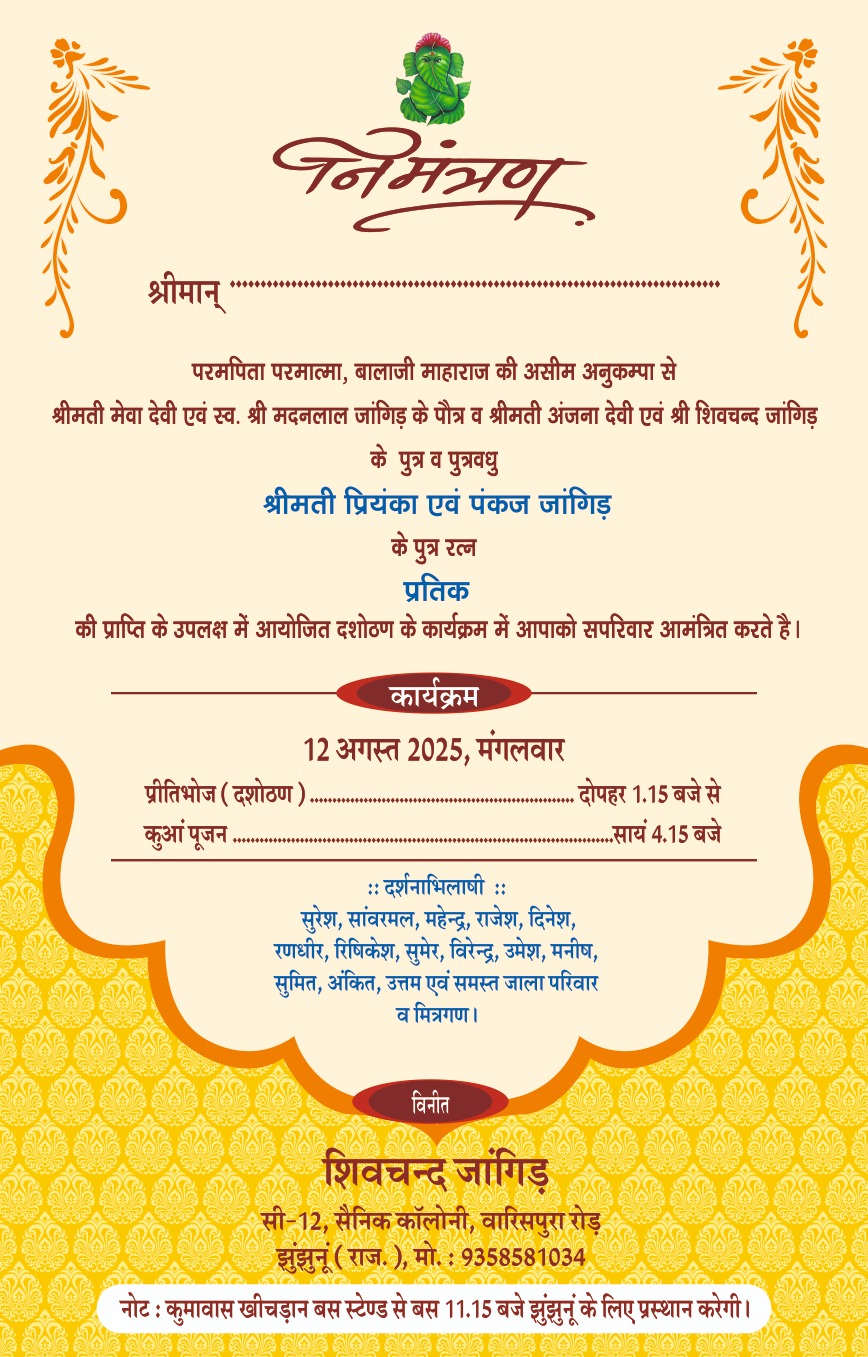 निमंत्रण
श्रीमान्
परमपिता परमात्मा, बालाजी माहाराज की असीम अनुकम्पा से
श्रीमती मेवा देवी एवं स्व. श्री मदनलाल जांगिड़ के पौत्र व श्रीमती अंजना देवी एवं श्री शिवचन्द जांगिड़
के पुत्र व पुत्रवधु
श्रीमती प्रियंका एवं पंकज जांगिड़
के पुत्र रत्न
प्रतिक
की प्राप्ति के उपलक्ष में आयोजित दशोठण के कार्यक्रम में आपाको सपरिवार आमंत्रित करते है।
कार्यक्रम
12 अगस्त 2025, मंगलवार
प्रीतिभोज ( दशोठण ) ........ दोपहर 1.15 बजे से
कुआं पूजन ........ सायं 4.15 बजे
:: दर्शनाभिलाषी ::
सुरेश, सांवरमल, महेन्द्र, राजेश, दिनेश,
रणधीर, रिषिकेश, सुमेर, विरेन्द्र, उमेश, मनीष,
सुमित, अंकित, उत्तम एवं समस्त जाला परिवार
व मित्रगण।
विनीत
शिवचन्द जांगिड़
सी-12, सैनिक कॉलोनी, वारिसपुरा रोड़
झुंझुनूं ( राज. ), मो. : 9358581034
नोट : कुमावास खीचड़ान बस स्टेण्ड से बस 11.15 बजे झुंझुनूं के लिए प्रस्थान करेगी।